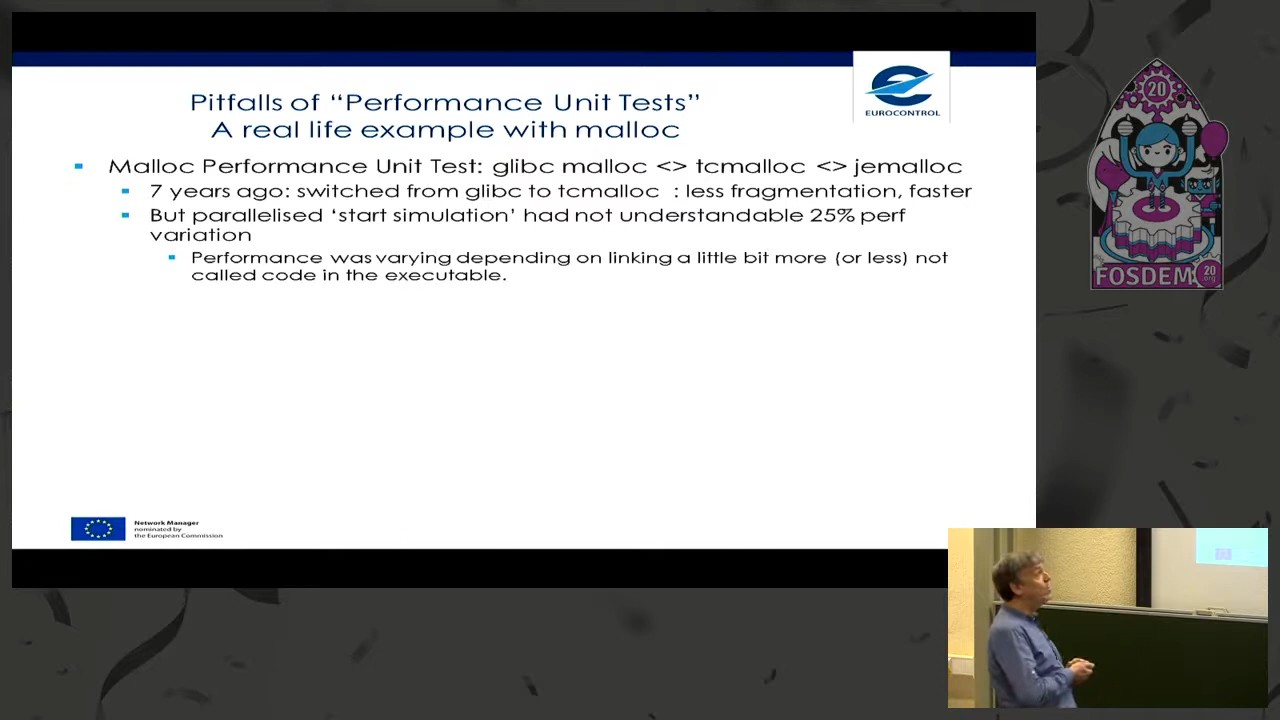 Pitfalls of “Performance Unit Tests”
A real life example with malloc
EUROCONTROL
Malloc Performance Unit Test: glibc malloc <> tcmalloc <> jemalloc
7 years ago: switched from glibc to tcmalloc : less fragmentation, faster
But parallelised ‘start simulation’ had not understandable 25% perf
variation
Performance was varying depending on linking a little bit more (or less) not
called code in the executable.
Network Manager
nominated by
the European Commission
20
FOSDEM
20
.org